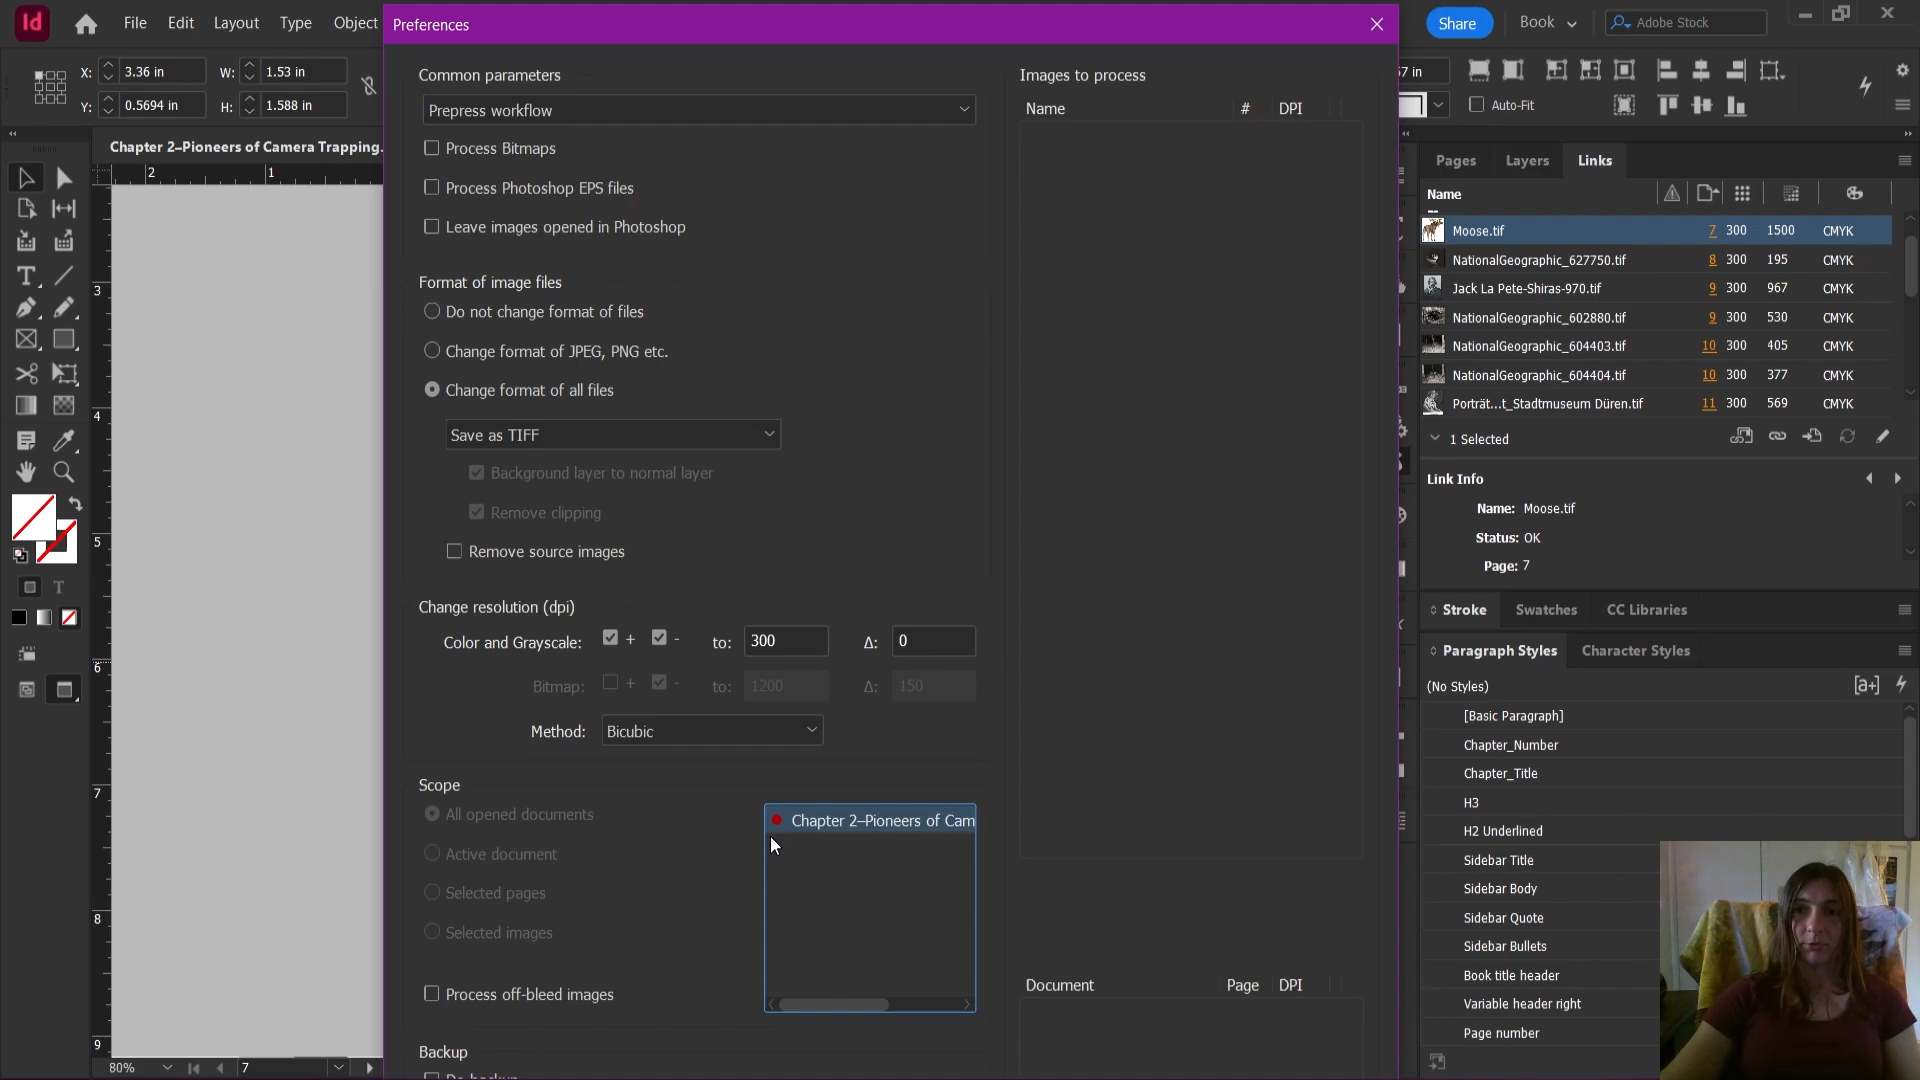 Id File Edit Layout Type Object
Preferences
Share Book Adobe Stock
X: 3.36 in W: 1.53 in
Y: 0.5694 in H: 1.588 in
7 in
Auto-Fit
Chapter 2–Pioneers of Camera Trapping.
2 1
3
4
5
6
7
8
9
T
T
80% 7
Common parameters
Prepress workflow
Process Bitmaps
Process Photoshop EPS files
Leave images opened in Photoshop
Format of image files
Do not change format of files
Change format of JPEG, PNG etc.
Change format of all files
Save as TIFF
Background layer to normal layer
Remove clipping
Remove source images
Change resolution (dpi)
Color and Grayscale: + - to: 300 Δ: 0
Bitmap: + - to: 1200 Δ: 150
Method: Bicubic
Scope
All opened documents
Active document
Selected pages
Selected images
Process off-bleed images
Chapter 2–Pioneers of Cam
Backup
Images to process
Name # DPI
Document Page DPI
Pages Layers Links
Name
Moose.tif 7 300 1500 CMYK
NationalGeographic_627750.tif 8 300 195 CMYK
Jack La Pete-Shiras-970.tif 9 300 967 CMYK
NationalGeographic_602880.tif 9 300 530 CMYK
NationalGeographic_604403.tif 10 300 405 CMYK
NationalGeographic_604404.tif 10 300 377 CMYK
Porträt...t_Stadtmuseum Düren.tif 11 300 569 CMYK
1 Selected
Link Info
Name: Moose.tif
Status: OK
Page: 7
Stroke Swatches CC Libraries
Paragraph Styles Character Styles
(No Styles) [a+]
[Basic Paragraph]
Chapter_Number
Chapter_Title
H3
H2 Underlined
Sidebar Title
Sidebar Body
Sidebar Quote
Sidebar Bullets
Book title header
Variable header right
Page number